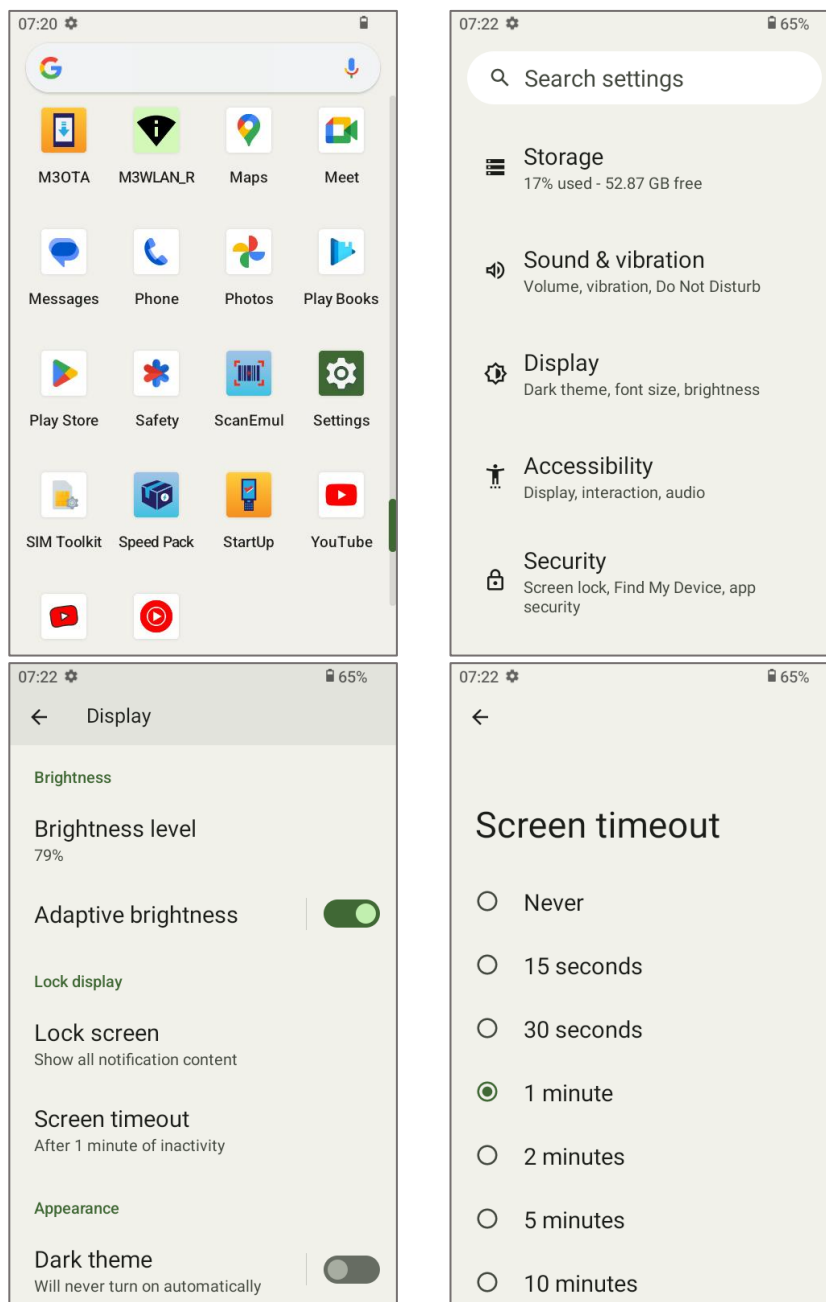 07:20
M3OTA M3WLAN_R Maps Meet
Messages Phone Photos Play Books
Play Store Safety ScanEmul Settings
SIM Toolkit Speed Pack StartUp YouTube
07:22 65%
Search settings
Storage
17% used - 52.87 GB free
Sound & vibration
Volume, vibration, Do Not Disturb
Display
Dark theme, font size, brightness
Accessibility
Display, interaction, audio
Security
Screen lock, Find My Device, app
security
07:22 65%
Display
Brightness
Brightness level
79%
Adaptive brightness
Lock display
Lock screen
Show all notification content
Screen timeout
After 1 minute of inactivity
Appearance
Dark theme
Will never turn on automatically
07:22 65%
Screen timeout
Never
15 seconds
30 seconds
1 minute
2 minutes
5 minutes
10 minutes